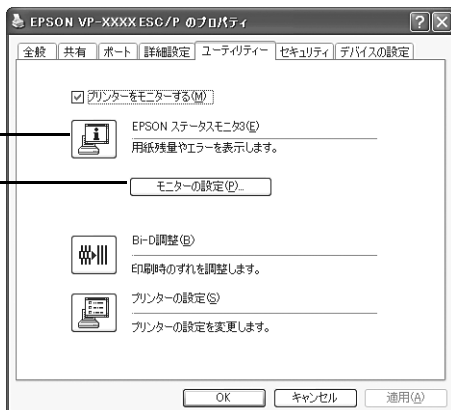 EPSON VP-XXXX ESC/P のプロパティ
全般 共有 ポート 詳細設定 ユーティリティー セキュリティ デバイスの設定
プリンターをモニターする(M)
EPSON ステータスモニタ3(E)
用紙残量やエラーを表示します。
モニターの設定(P)...
Bi-D調整(B)
印刷時のずれを調整します。
プリンターの設定(S)
プリンターの設定を変更します。
OK キャンセル 適用(A)